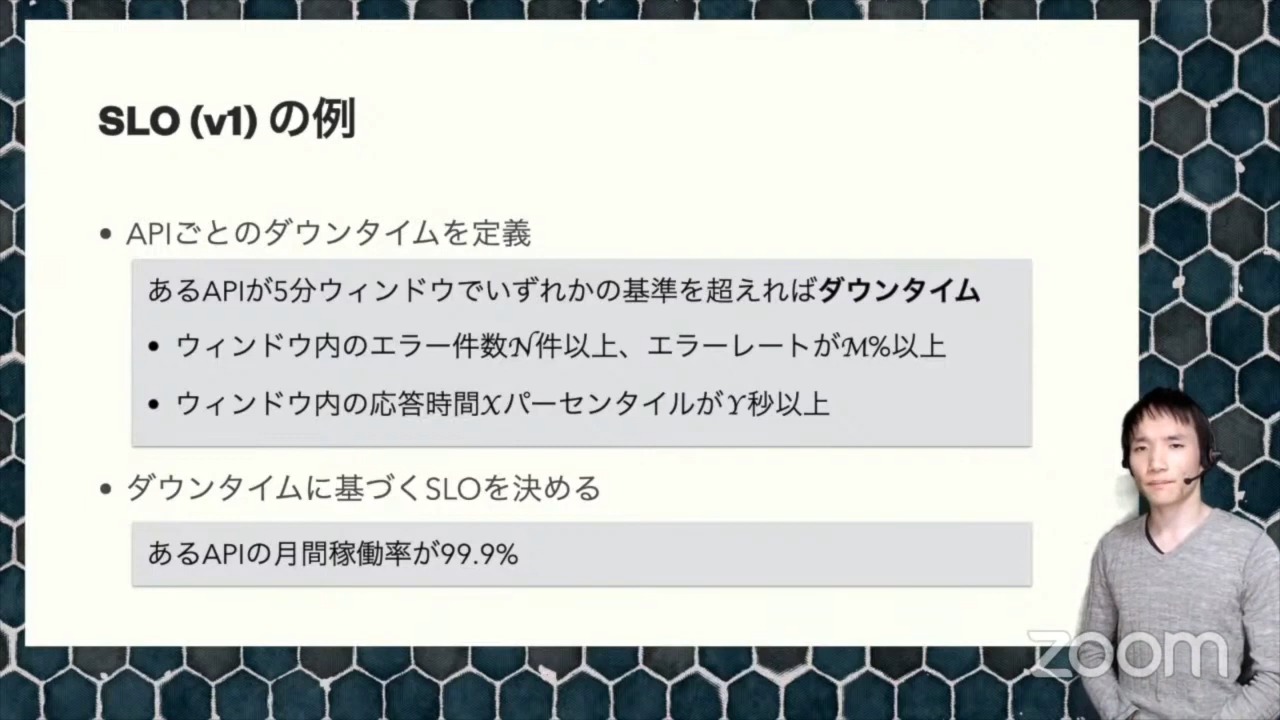 SLO (v1) の例
• APIごとのダウンタイムを定義
あるAPIが5分ウィンドウでいずれかの基準を超えればダウンタイム
• ウィンドウ内のエラー件数N件以上、エラーレートがM%以上
• ウィンドウ内の応答時間XパーセンタイルがY秒以上
• ダウンタイムに基づくSLOを決める
あるAPIの月間稼働率が99.9%
zoom